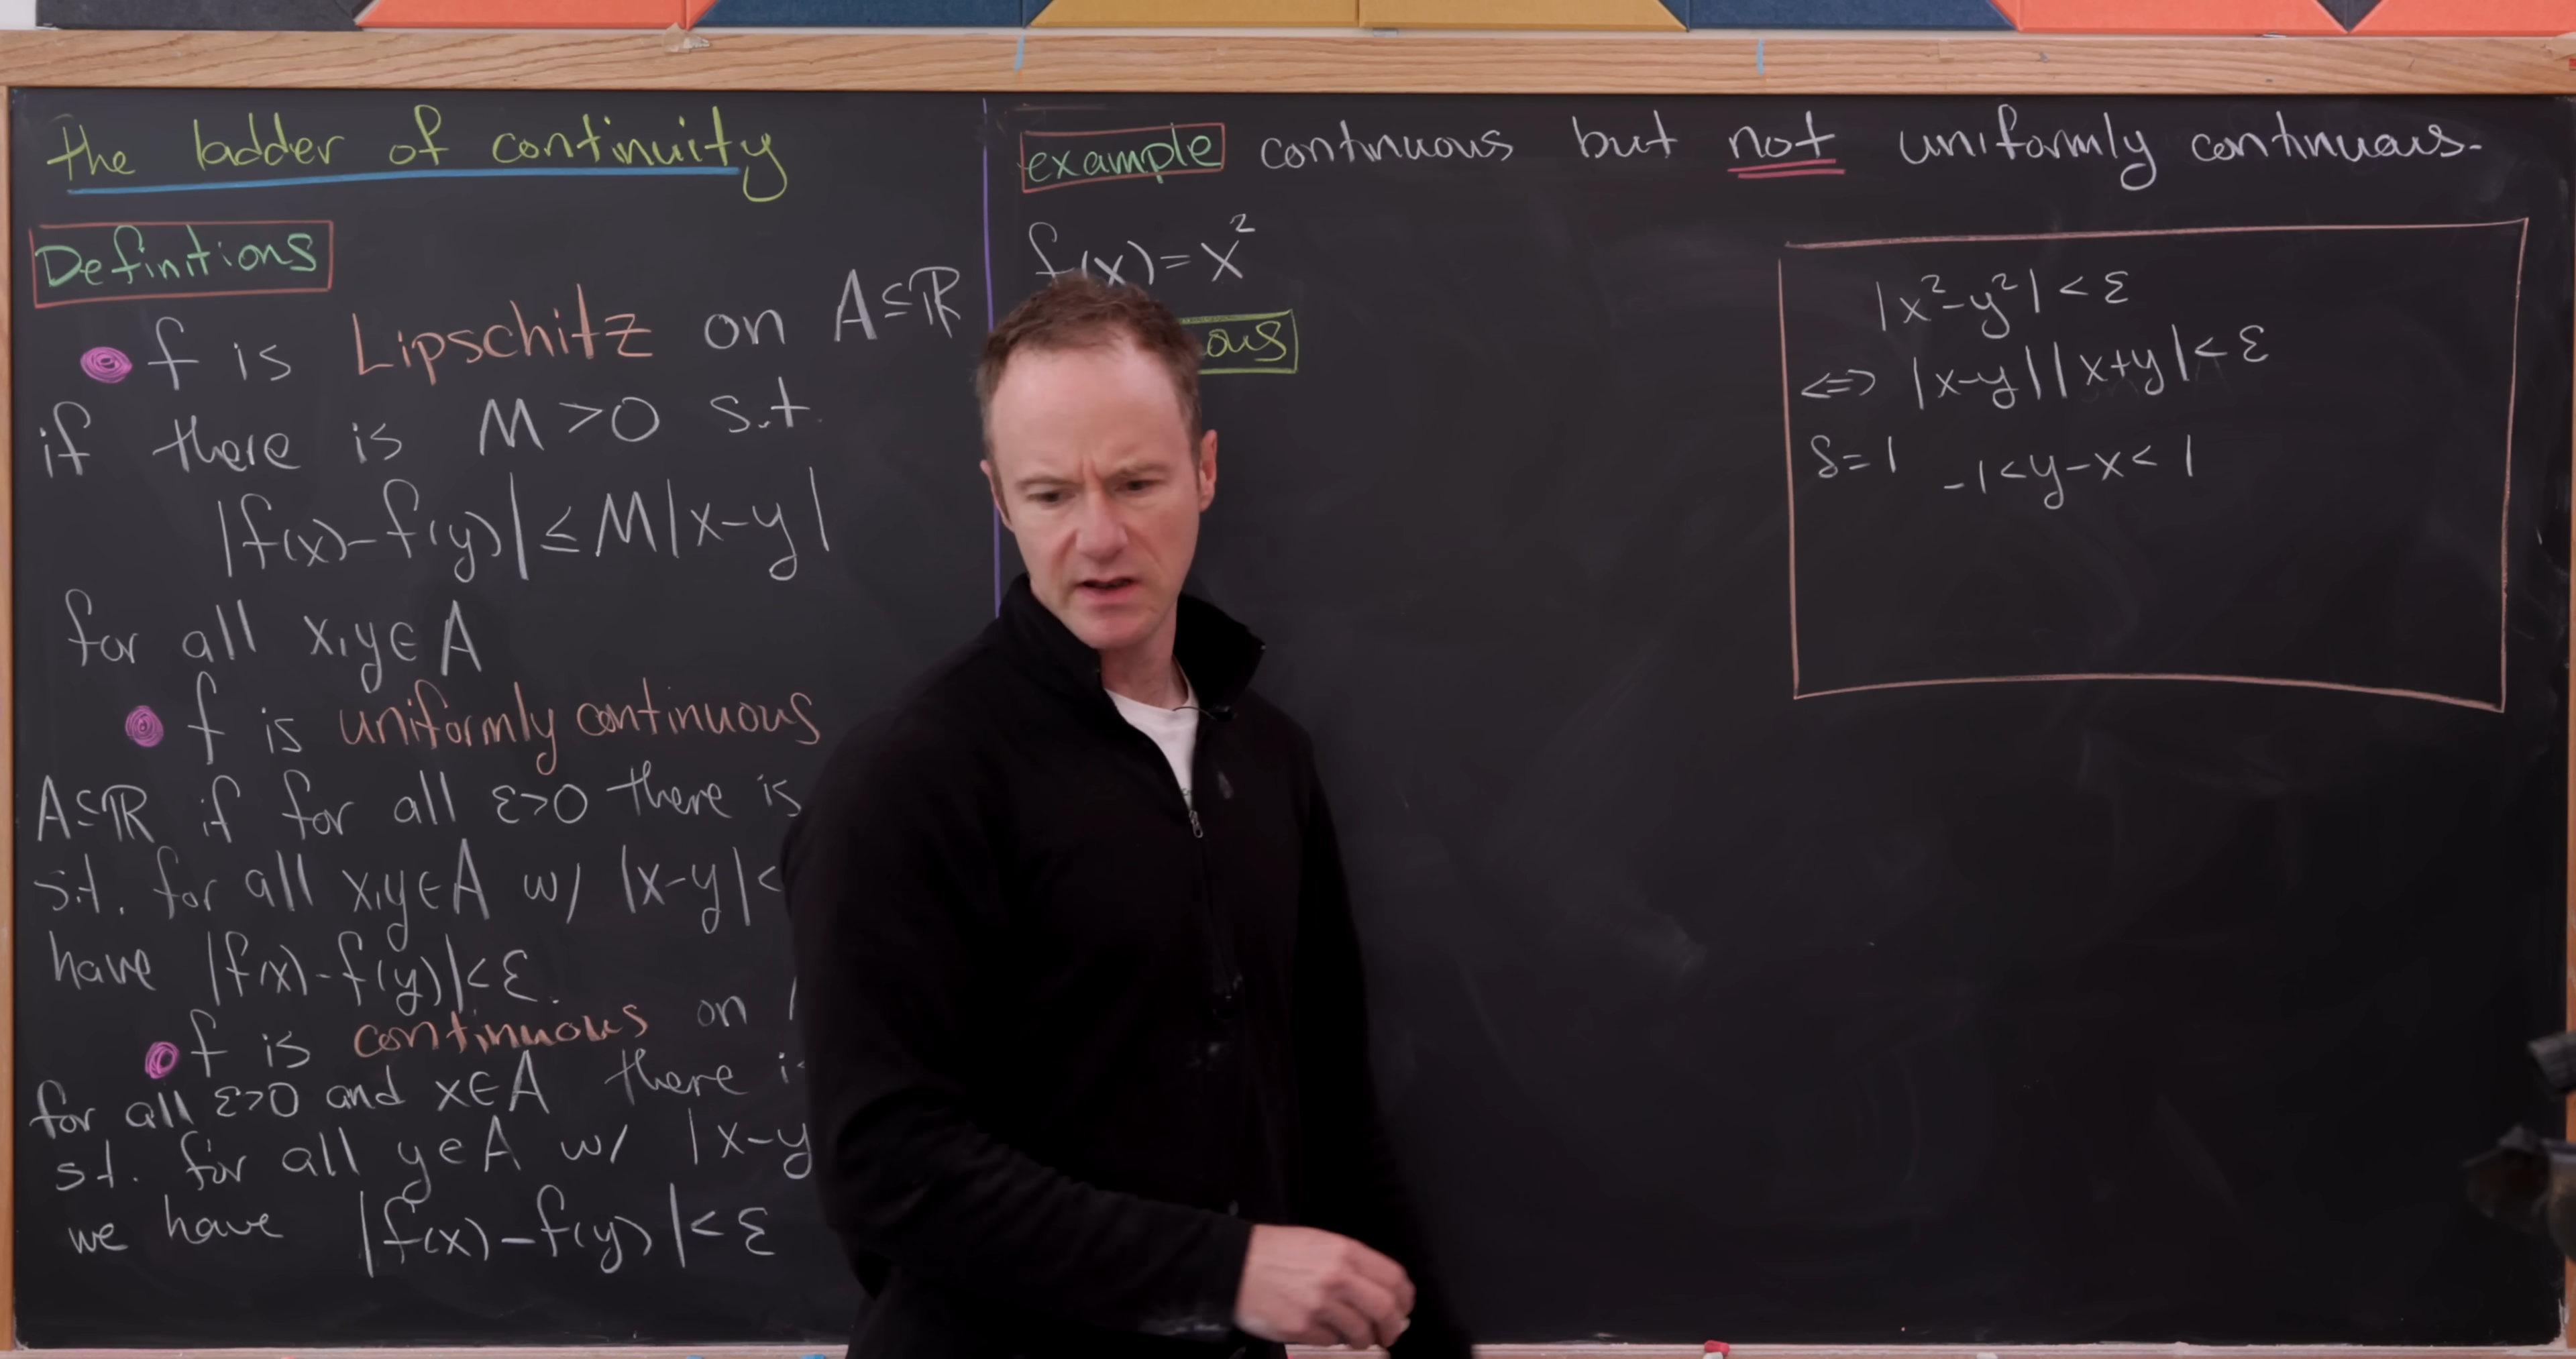 the ladder of continuity
Definitions
f is Lipschitz on A⊆ℝ
if there is M>0 s.t.
|f(x)-f(y)|≤M|x-y|
for all x,y∈A
f is uniformly continuous
A⊆ℝ if for all ε>0 there is
s.t. for all x,y∈A w/ |x-y|<
have |f(x)-f(y)|<ε.
f is continuous on
for all ε>0 and x∈A there
s.t. for all y∈A w/ |x-y
we have |f(x)-f(y)|<ε
example continuous but not uniformly continuous.
f(x)=x²
|x²-y²|<ε
⇔ |x-y||x+y|<ε
δ=1 -1<y-x<1